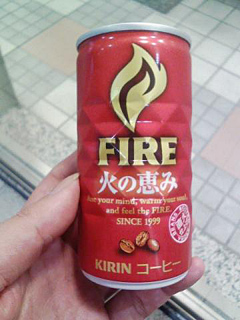 FIRE
火の恵み
Fire your mind, warm your soul,
and feel the FIRE.
SINCE 1999
KIRIN コーヒー